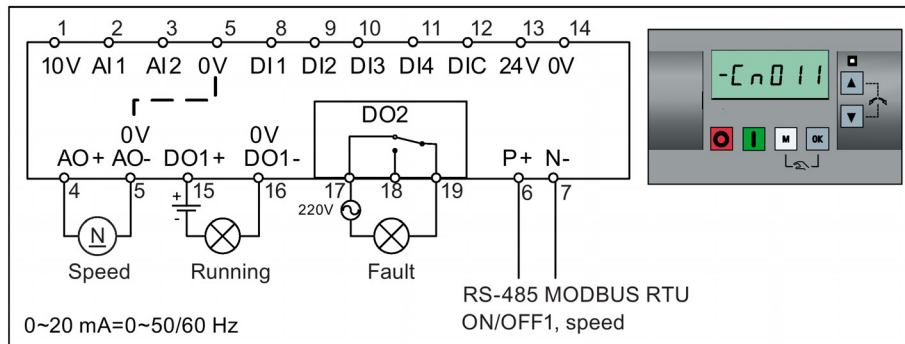 1 2 3 5 8 9 10 11 12 13 14
10V AI1 AI2 0V DI1 DI2 DI3 DI4 DIC 24V 0V
-Cn011
DO2
0V 0V
AO+ AO- DO1+ DO1- P+ N-
M OK
4 5 15 16 17 18 19 6 7
+
-
220V
N
Speed Running Fault
RS-485 MODBUS RTU
ON/OFF1, speed
0~20 mA=0~50/60 Hz